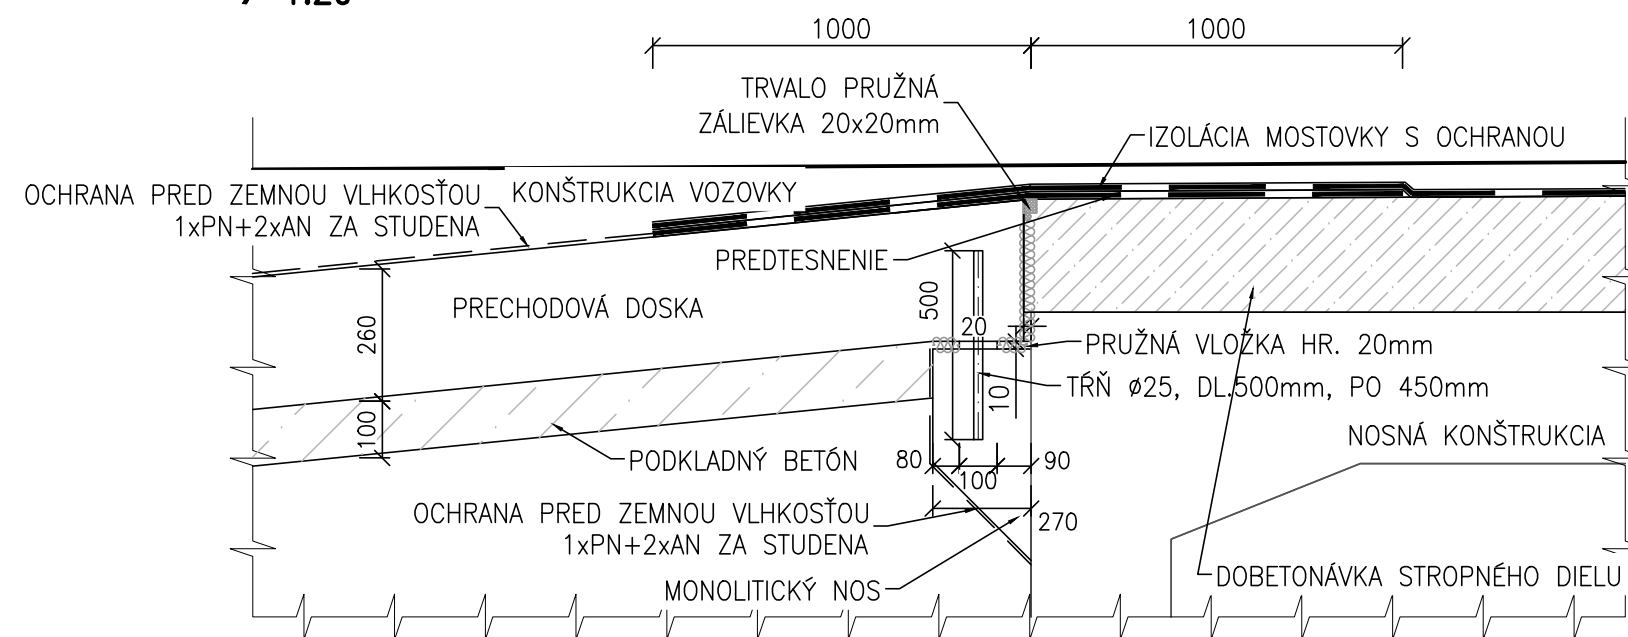 1000
1000
TRVALO PRUŽNÁ
ZÁLIEVKA 20x20mm
IZOLÁCIA MOSTOVKY S OCHRANOU
OCHRANA PRED ZEMNOU VLHKOSŤOU
1xPN+2xAN ZA STUDENA
KONŠTRUKCIA VOZOVKY
PREDTESNENIE
PRECHODOVÁ DOSKA
500
20
260
PRUŽNÁ VLOŽKA HR. 20mm
TŔŇ ø25, DL.500mm, PO 450mm
10
100
NOSNÁ KONŠTRUKCIA
PODKLADNÝ BETÓN
80
100
90
OCHRANA PRED ZEMNOU VLHKOSŤOU
1xPN+2xAN ZA STUDENA
270
MONOLITICKÝ NOS
DOBETONÁVKA STROPNÉHO DIELU